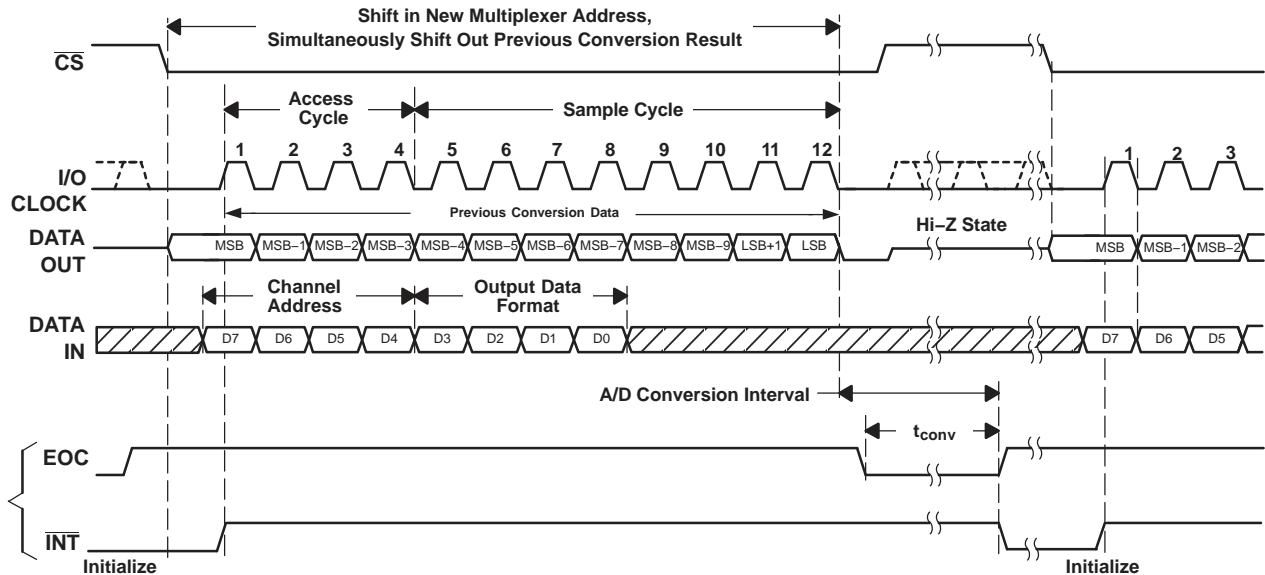 Shift in New Multiplexer Address,
Simultaneously Shift Out Previous Conversion Result
CS
Access
Cycle
Sample Cycle
1 2 3 4 5 6 7 8 9 10 11 12 1 2 3
I/O
CLOCK
Previous Conversion Data
Hi–Z State
DATA
OUT
MSB MSB–1 MSB–2 MSB–3 MSB–4 MSB–5 MSB–6 MSB–7 MSB–8 MSB–9 LSB+1 LSB MSB MSB–1 MSB–2
Channel
Address
Output Data
Format
DATA
IN
D7 D6 D5 D4 D3 D2 D1 D0 D7 D6 D5
A/D Conversion Interval
tconv
EOC
INT
Initialize Initialize